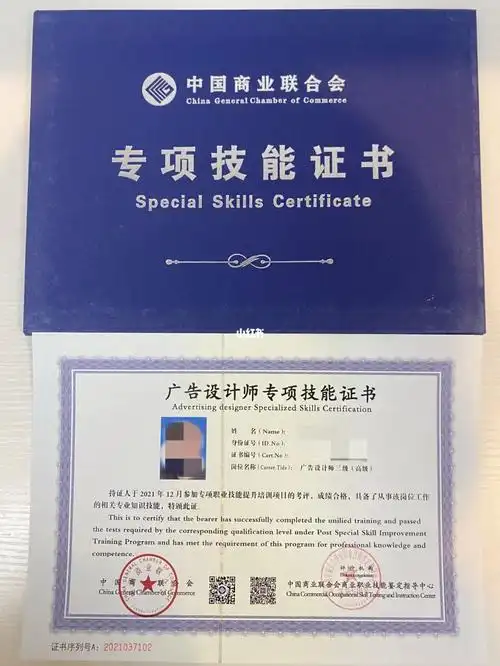 中国商业联合会
China General Chamber of Commerce
专项技能证书
Special Skills Certificate
小红书
广告设计师专项技能证书
Advertising designer Specialized Skills Certification
姓名(Name):
身份证号(ID.No):
证书编号(Cert.No):
岗位名称(Career.Title): 广告设计师三级(高级)
持证人于2021年12月参加专项职业技能提升培训项目的考评,成绩合格,具备了从事该岗位工作
的相关专业知识技能,特颁此证。
This is to certify that the bearer has successfully completed the unified training and passed
the tests required by the corresponding qualification level under Post Special Skill Improvement
Training Program and has met the requirement of this program for professional knowledge and
competence.
中国商业联合会
China General Chamber of Commerce
评价机构
中国商业联合会商业职业技能鉴定指导中心
China Commercial Occupational Skill Testing and Instruction Center
证书序列号A: 2021037102